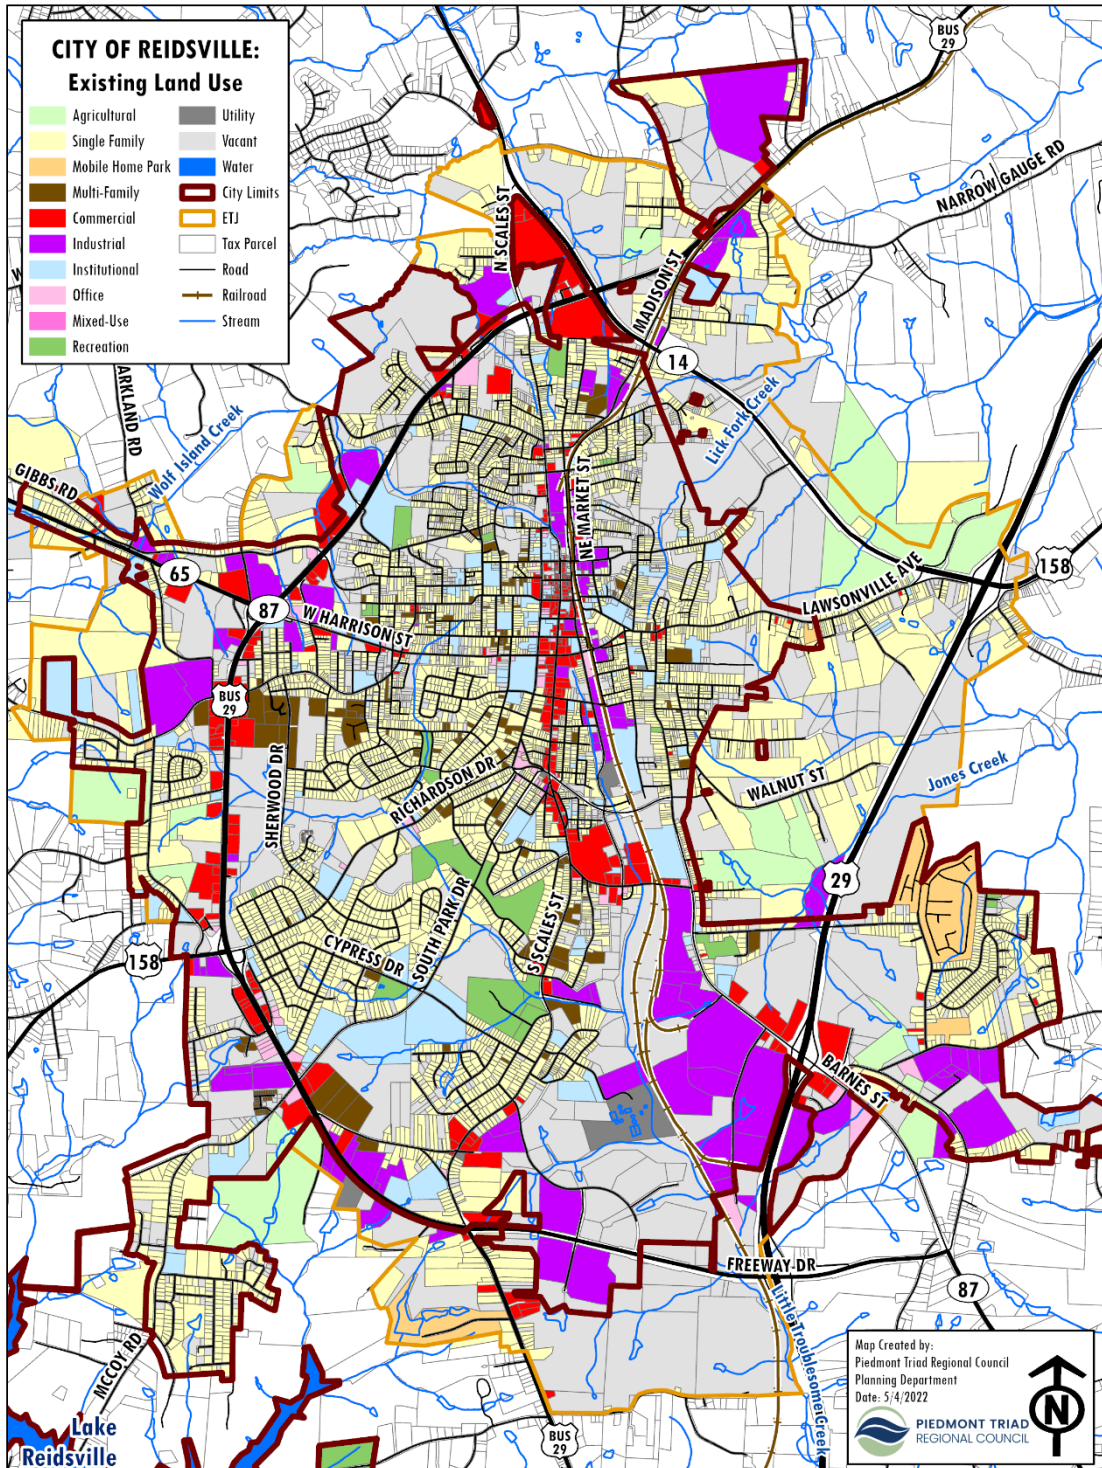 CITY OF REIDSVILLE:
Existing Land Use
Agricultural
Single Family
Mobile Home Park
Multi-Family
Commercial
Industrial
Institutional
Office
Mixed-Use
Recreation
Utility
Vacant
Water
City Limits
ETJ
Tax Parcel
Road
Railroad
Stream
BUS
29
NARROW GAUGE RD
N SCALES ST
MADISON ST
14
W
ARKLAND RD
Wolf Island Creek
Lick Fork Creek
GIBBS RD
NE MARKET ST
65
158
LAWSONVILLE AVE
87
W HARRISON ST
BUS
29
SHERWOOD DR
RICHARDSON DR
WALNUT ST
Jones Creek
29
SOUTH PARK DR
S SCALES ST
CYPRESS DR
158
BARNES ST
FREEWAY DR
87
Little Troublesome Creek
MCCOY RD
Lake
Reidsville
BUS
29
Map Created by:
Piedmont Triad Regional Council
Planning Department
Date: 5/4/2022
PIEDMONT TRIAD
REGIONAL COUNCIL
N